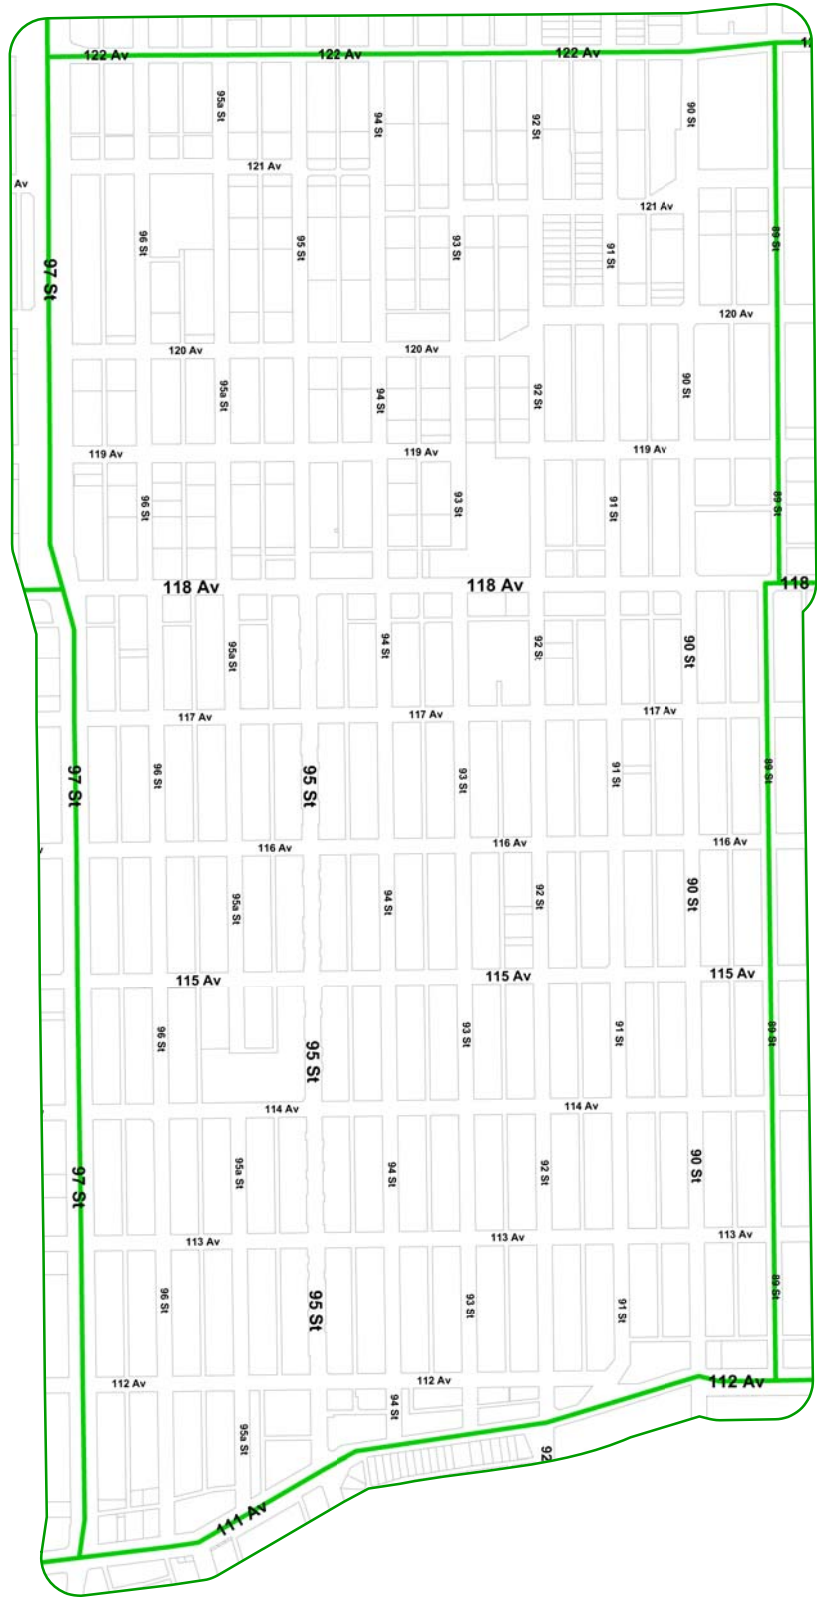 122 Av
122 Av
122 Av
95a St
94 St
92 St
90 St
121 Av
Av
121 Av
96 St
95 St
93 St
91 St
89 St
97 St
120 Av
120 Av
120 Av
95a St
94 St
92 St
90 St
119 Av
119 Av
119 Av
96 St
93 St
91 St
89 St
118 Av
118 Av
118
95a St
94 St
92 St
90 St
117 Av
117 Av
117 Av
97 St
96 St
95 St
93 St
91 St
89 St
116 Av
116 Av
116 Av
95a St
94 St
92 St
90 St
115 Av
115 Av
115 Av
96 St
95 St
93 St
91 St
89 St
114 Av
114 Av
97 St
95a St
94 St
92 St
90 St
113 Av
113 Av
113 Av
96 St
95 St
93 St
91 St
89 St
112 Av
112 Av
112 Av
95a St
94 St
92
111 Av